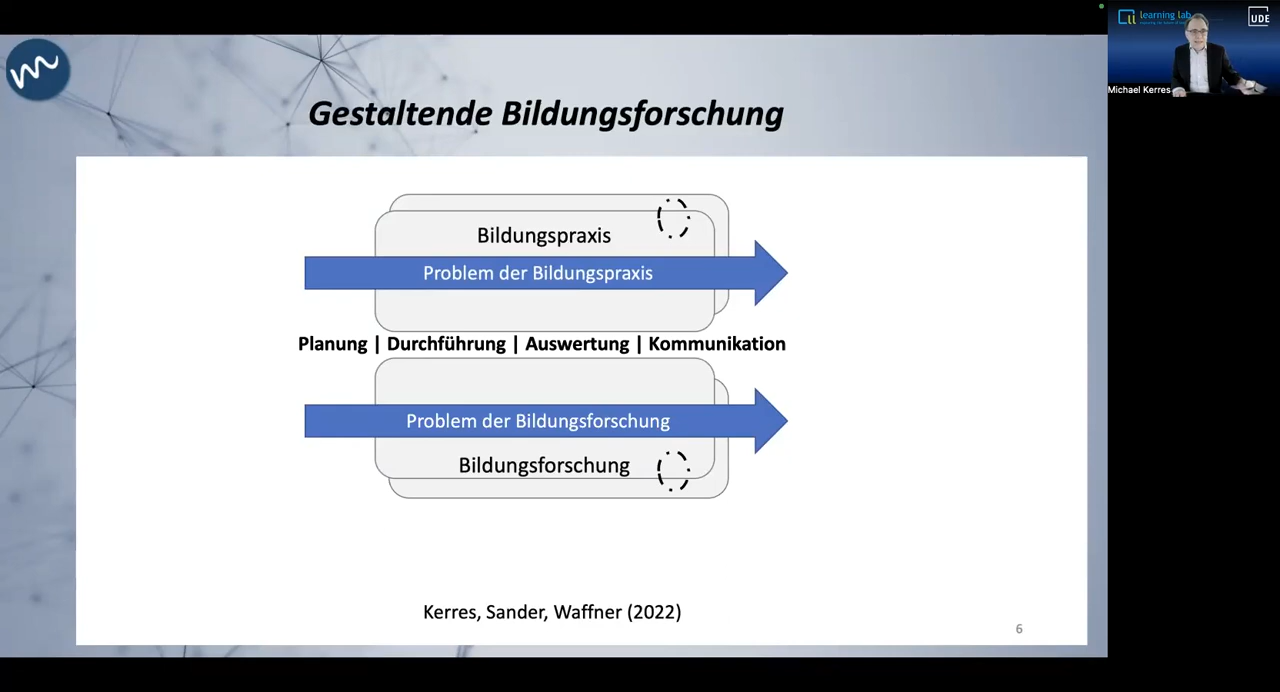 Gestaltende Bildungsforschung
Bildungspraxis
Problem der Bildungspraxis
Planung | Durchführung | Auswertung | Kommunikation
Problem der Bildungsforschung
Bildungsforschung
Kerres, Sander, Waffner (2022)
6
learning lab
UDE
Michael Kerres